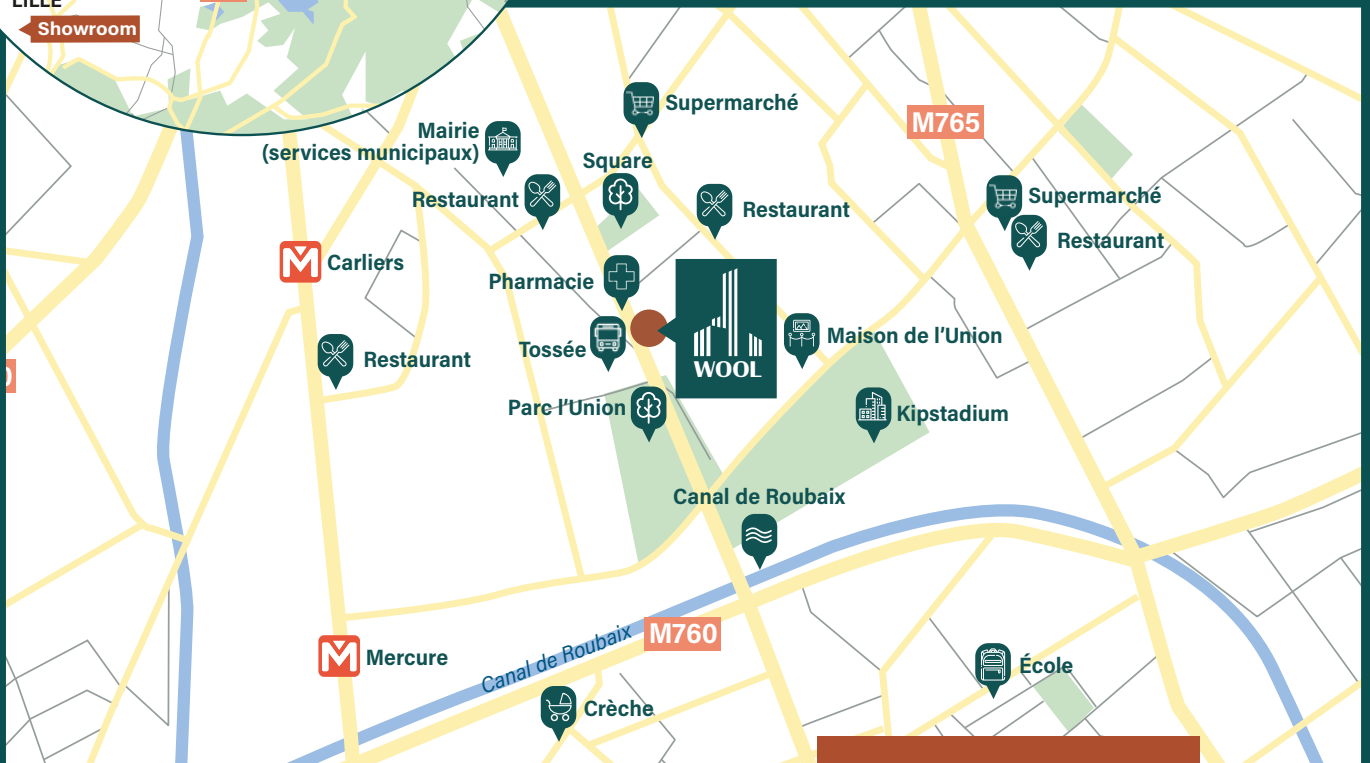 LILLE
Showroom
Supermarché
M765
Mairie
(services municipaux)
Square
Restaurant
Restaurant
Supermarché
Restaurant
Carliers
Pharmacie
Tossée
WOOL
Maison de l’Union
Restaurant
Parc l’Union
Kipstadium
Canal de Roubaix
M760
Canal de Roubaix
Mercure
École
Crèche